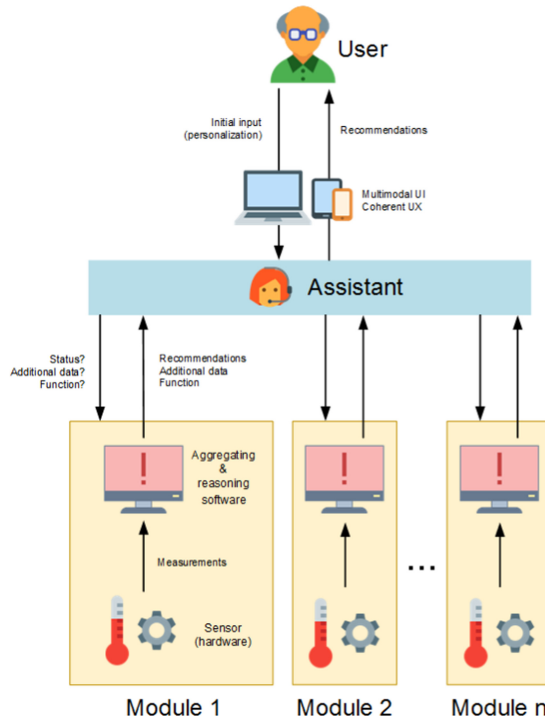 User
Initial input
(personalization)
Recommendations
Multimodal UI
Coherent UX
Assistant
Status?
Additional data?
Function?
Recommendations
Additional data
Function
Aggregating
&
reasoning
software
Measurements
Sensor
(hardware)
...
Module 1
Module 2
Module n